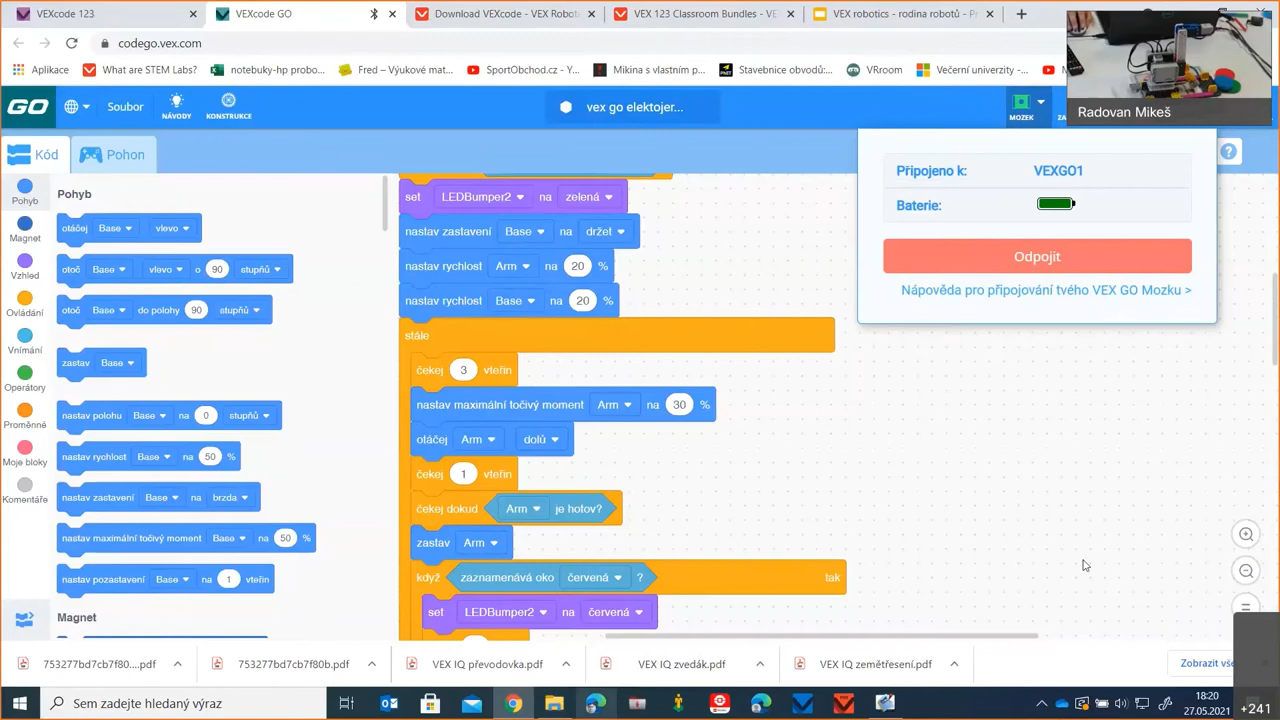 VEXcode 123
VEXcode GO
Download VEXcode - VEX Robot
VEX 123 Classroom Bundles - VE
VEX robotics - rodina robotů - P
codego.vex.com
Aplikace
What are STEM Labs?
notebuky-hp probo...
Fred – Výukové mat...
SportObchod.cz - Y...
Mikina s vlastním p...
Stavebnice obvodů:...
VRroom
Večerní univerzity -...
GO
Soubor
NÁVODY
KONSTRUKCE
vex go elektojer...
MOZEK
Radovan Mikeš
Kód
Pohon
Připojeno k: VEXGO1
Baterie:
Odpojit
Nápověda pro připojování tvého VEX GO Mozku >
Pohyb
Magnet
Vzhled
Ovládání
Vnímání
Operátory
Proměnné
Moje bloky
Komentáře
Pohyb
otáčej Base vlevo
otoč Base vlevo o 90 stupňů
otoč Base do polohy 90 stupňů
zastav Base
nastav polohu Base na 0 stupňů
nastav rychlost Base na 50 %
nastav zastavení Base na brzda
nastav maximální točivý moment Base na 50 %
nastav pozastavení Base na 1 vteřin
Magnet
set LEDBumper2 na zelená
nastav zastavení Base na držet
nastav rychlost Arm na 20 %
nastav rychlost Base na 20 %
stále
čekej 3 vteřin
nastav maximální točivý moment Arm na 30 %
otáčej Arm dolů
čekej 1 vteřin
čekej dokud Arm je hotov?
zastav Arm
když zaznamenává oko červená ? tak
set LEDBumper2 na červená
753277bd7cb7f80....pdf
753277bd7cb7f80b.pdf
VEX IQ převodovka.pdf
VEX IQ zvedák.pdf
VEX IQ zemětřesení.pdf
Zobrazit vše
Sem zadejte hledaný výraz
18:20
27.05.2021
+241